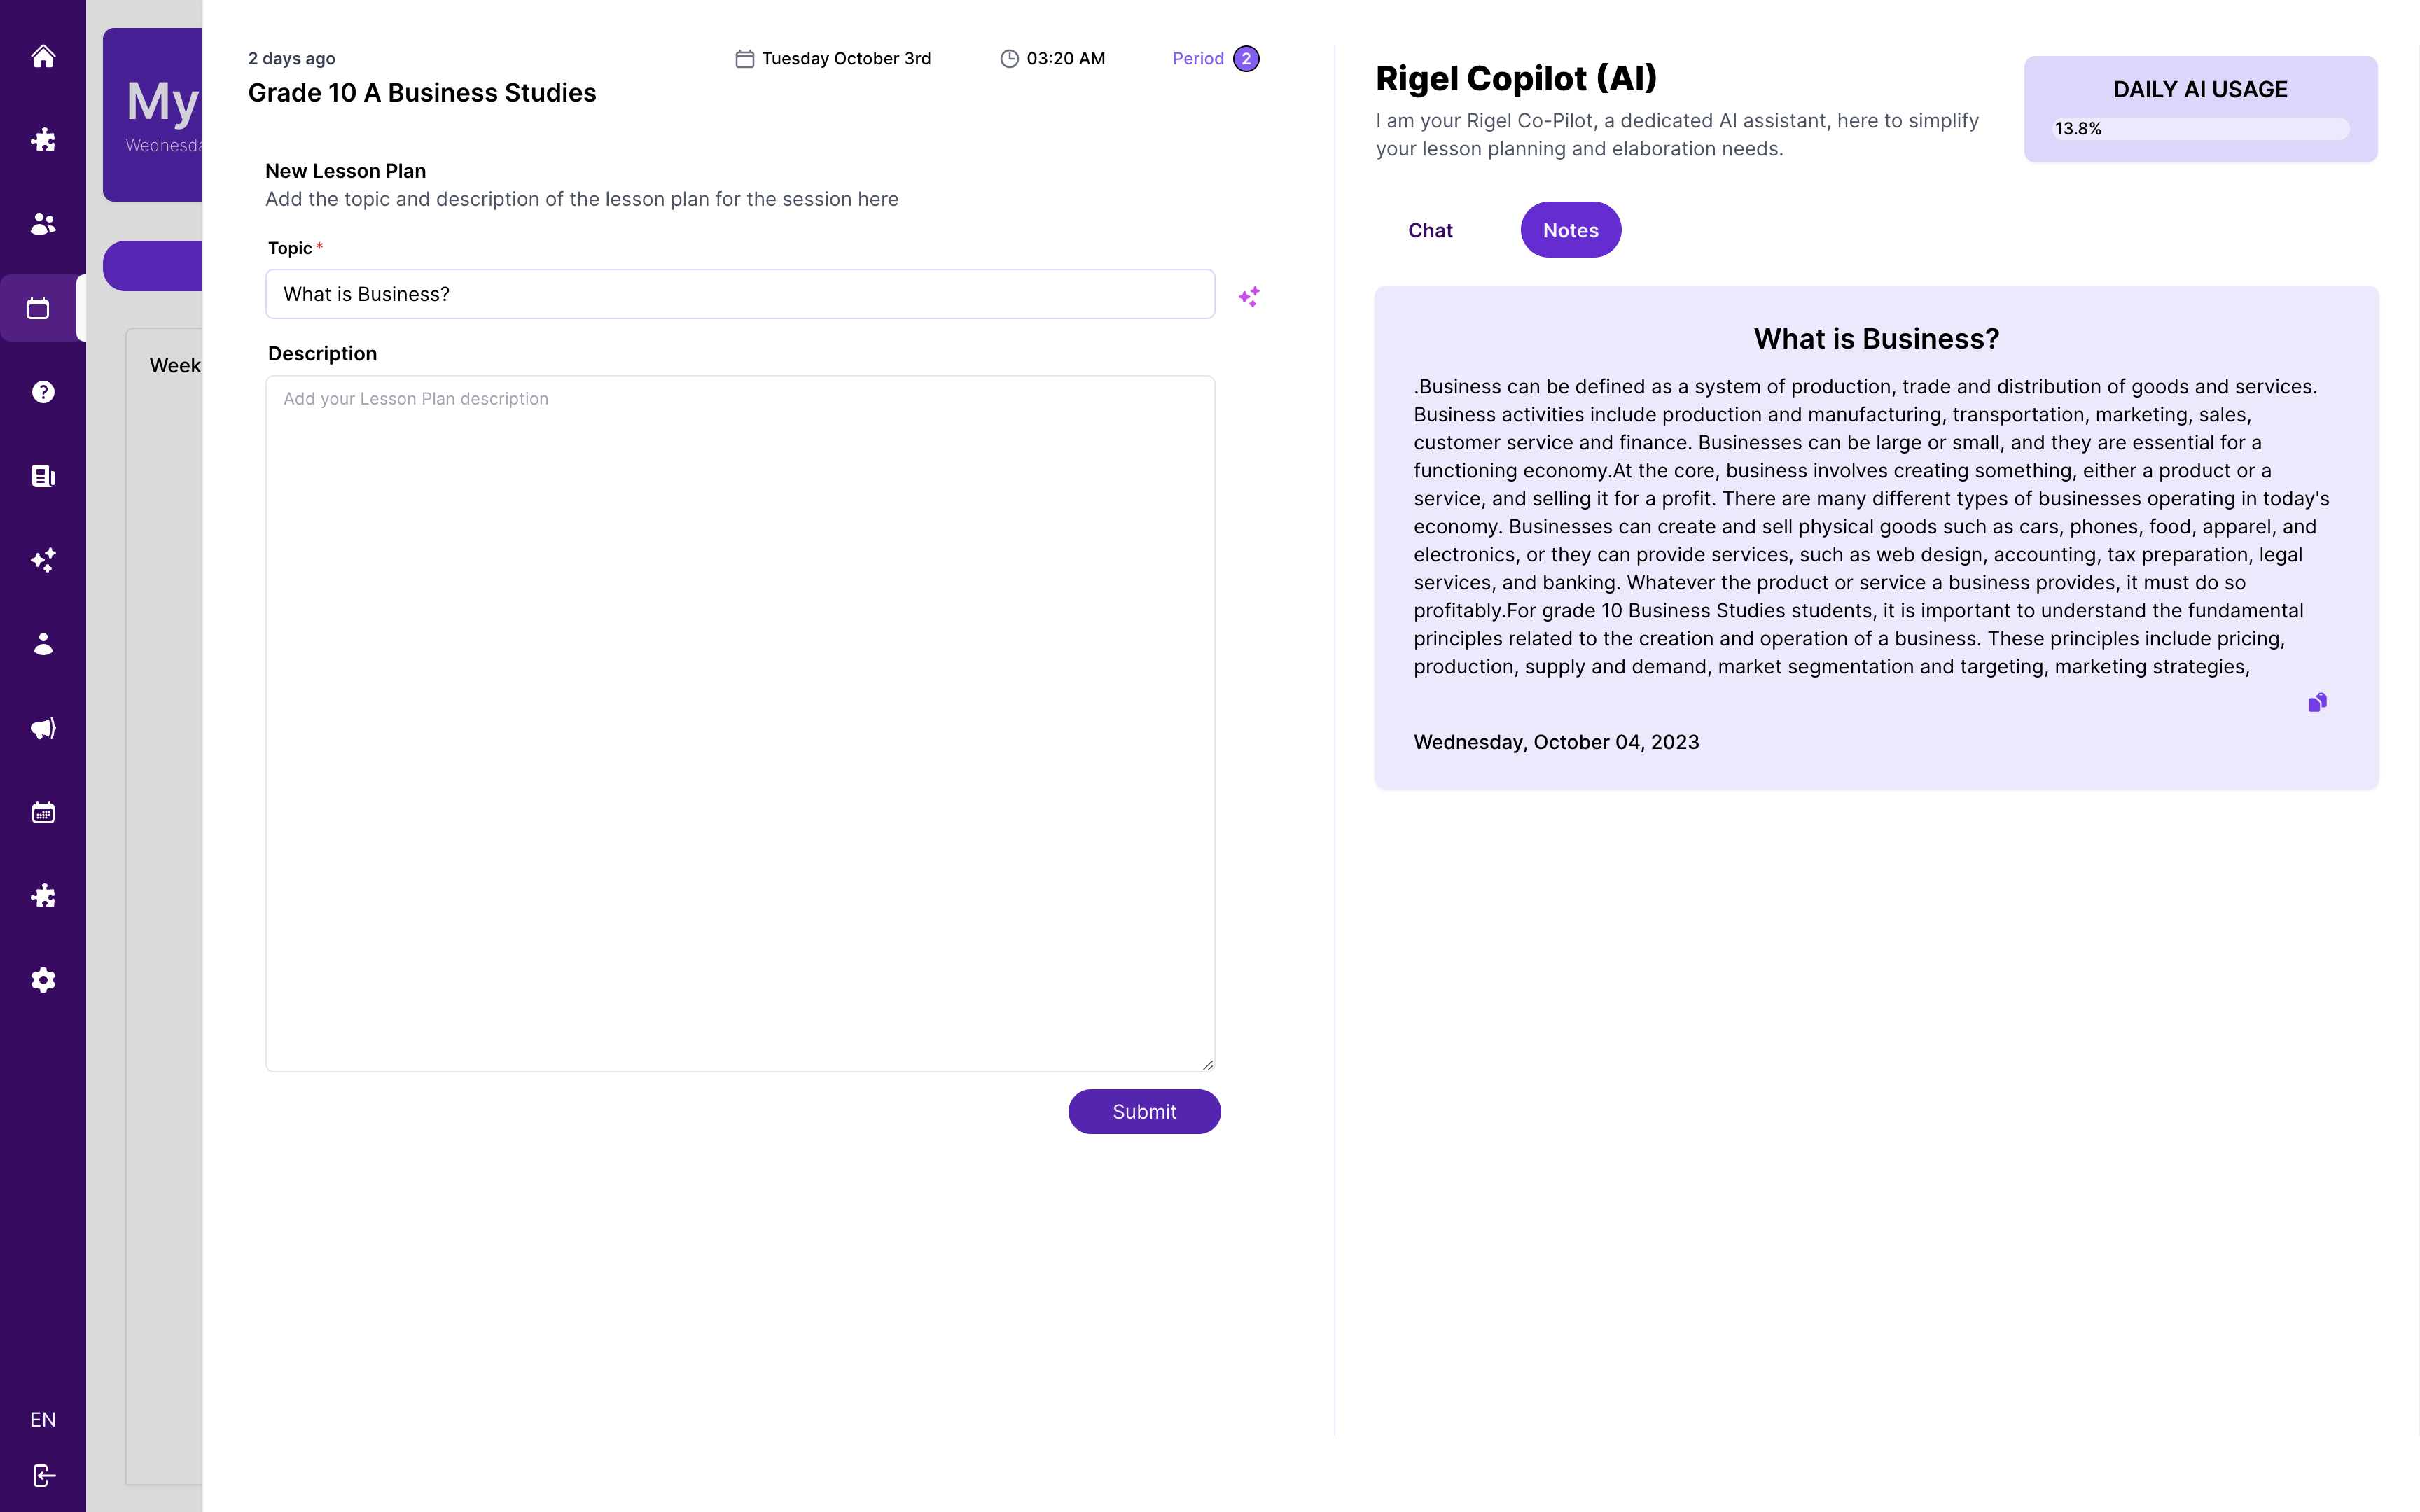 My
Wednesda
Week
EN
2 days ago
Tuesday October 3rd
03:20 AM
Period 2
Grade 10 A Business Studies
New Lesson Plan
Add the topic and description of the lesson plan for the session here
Topic *
What is Business?
Description
Add your Lesson Plan description
Submit
Rigel Copilot (AI)
I am your Rigel Co-Pilot, a dedicated AI assistant, here to simplify
your lesson planning and elaboration needs.
DAILY AI USAGE
13.8%
Chat
Notes
What is Business?
.Business can be defined as a system of production, trade and distribution of goods and services.
Business activities include production and manufacturing, transportation, marketing, sales,
customer service and finance. Businesses can be large or small, and they are essential for a
functioning economy.At the core, business involves creating something, either a product or a
service, and selling it for a profit. There are many different types of businesses operating in today's
economy. Businesses can create and sell physical goods such as cars, phones, food, apparel, and
electronics, or they can provide services, such as web design, accounting, tax preparation, legal
services, and banking. Whatever the product or service a business provides, it must do so
profitably.For grade 10 Business Studies students, it is important to understand the fundamental
principles related to the creation and operation of a business. These principles include pricing,
production, supply and demand, market segmentation and targeting, marketing strategies,
Wednesday, October 04, 2023